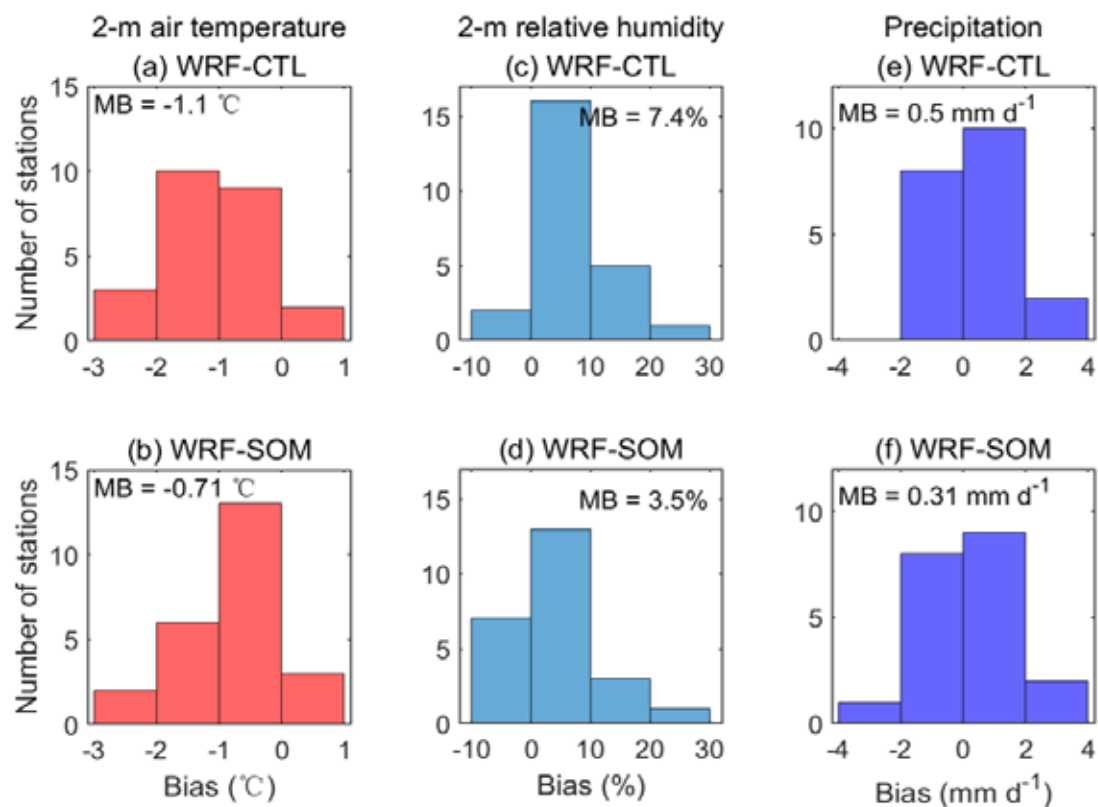 2-m air temperature
2-m relative humidity
Precipitation
(a) WRF-CTL
(c) WRF-CTL
(e) WRF-CTL
MB = -1.1 ℃
MB = 7.4%
MB = 0.5 mm d-1
Number of stations
15
10
5
0
-3 -2 -1 0 1
15
10
5
0
-10 0 10 20 30
10
5
0
-4 -2 0 2 4
(b) WRF-SOM
(d) WRF-SOM
(f) WRF-SOM
MB = -0.71 ℃
MB = 3.5%
MB = 0.31 mm d-1
Number of stations
15
10
5
0
-3 -2 -1 0 1
Bias (℃)
15
10
5
0
-10 0 10 20 30
Bias (%)
10
5
0
-4 -2 0 2 4
Bias (mm d-1)